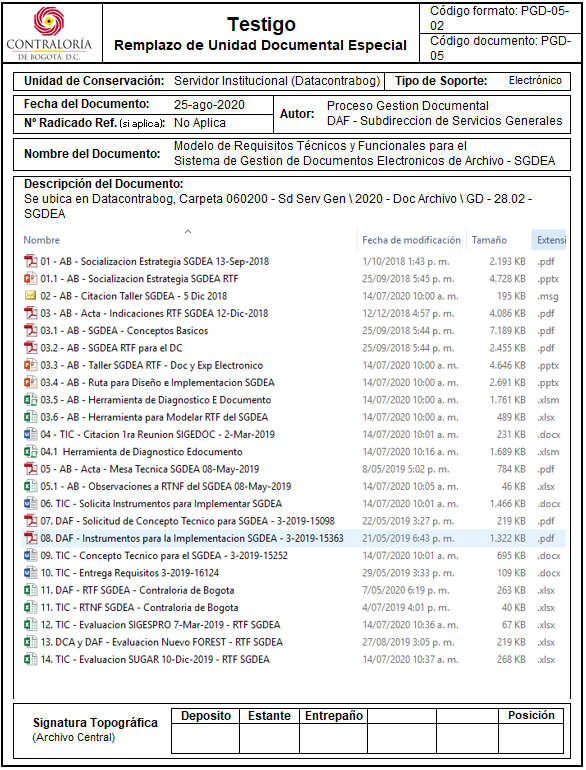 CONTRALORÍA
DE BOGOTÁ, D.C.
Testigo
Remplazo de Unidad Documental Especial
Código formato: PGD-05-
02
Código documento: PGD-
05
Unidad de Conservación: Servidor Institucional (Datacontrabog) Tipo de Soporte: Electrónico
Fecha del Documento: 25-ago-2020
Nº Radicado Ref. (si aplica): No Aplica
Autor: Proceso Gestion Documental
DAF - Subdireccion de Servicios Generales
Nombre del Documento: Modelo de Requisitos Técnicos y Funcionales para el
Sistema de Gestion de Documentos Electronicos de Archivo - SGDEA
Descripción del Documento:
Se ubica en Datacontrabog, Carpeta 060200 - Sd Serv Gen \ 2020 - Doc Archivo \ GD - 28.02 -
SGDEA
Nombre Fecha de modificación Tamaño Extensi
01 - AB - Socializacion Estrategia SGDEA 13-Sep-2018 1/10/2018 1:43 p. m. 2.193 KB .pdf
01.1 - AB - Socializacion Estrategia SGDEA RTF 25/09/2018 5:45 p. m. 4.728 KB .pptx
02 - AB - Citacion Taller SGDEA - 5 Dic 2018 14/07/2020 10:00 a. m. 195 KB .msg
03 - AB - Acta - Indicaciones RTF SGDEA 12-Dic-2018 12/12/2018 4:57 p. m. 4.086 KB .pdf
03.1 - AB - SGDEA - Conceptos Basicos 25/09/2018 5:44 p. m. 7.189 KB .pdf
03.2 - AB - SGDEA RTF para el DC 25/09/2018 5:44 p. m. 2.455 KB .pdf
03.3 - AB - Taller SGDEA RTF - Doc y Exp Electronico 14/07/2020 10:00 a. m. 4.646 KB .pptx
03.4 - AB - Ruta para Diseño e Implementacion SGDEA 14/07/2020 10:00 a. m. 2.691 KB .pptx
03.5 - AB - Herramienta de Diagnostico E Documento 14/07/2020 10:00 a. m. 1.761 KB .xlsm
03.6 - AB - Herramienta para Modelar RTF del SGDEA 14/07/2020 10:00 a. m. 489 KB .xlsx
04 - TIC - Citacion 1ra Reunion SIGEDOC - 2-Mar-2019 14/07/2020 10:01 a. m. 231 KB .docx
04.1 Herramienta de Diagnostico Edocumento 14/07/2020 10:16 a. m. 1.689 KB .xlsm
05 - AB - Acta - Mesa Tecnica SGDEA 08-May-2019 8/05/2019 5:02 p. m. 784 KB .pdf
05.1 - AB - Observaciones a RTNF del SGDEA 08-May-2019 14/07/2020 10:05 a. m. 46 KB .xlsx
06. TIC - Solicita Instrumentos para Implementar SGDEA 14/07/2020 10:01 a. m. 1.466 KB .docx
07. DAF - Solicitud de Concepto Tecnico para SGDEA - 3-2019-15098 22/05/2019 3:27 p. m. 219 KB .pdf
08. DAF - Instrumentos para la Implementacion SGDEA - 3-2019-15363 21/05/2019 6:43 p. m. 1.322 KB .pdf
09. TIC - Concepto Tecnico para el SGDEA - 3-2019-15252 14/07/2020 10:01 a. m. 695 KB .docx
10. TIC - Entrega Requisitos 3-2019-16124 29/05/2019 3:33 p. m. 109 KB .docx
11. DAF - RTF SGDEA - Contraloria de Bogota 7/05/2020 6:19 p. m. 263 KB .xlsx
11. TIC - RTNF SGDEA - Contraloria de Bogota 4/07/2019 4:01 p. m. 40 KB .xlsx
12. TIC - Evaluacion SIGESPRO 7-Mar-2019 - RTF SGDEA 14/07/2020 10:36 a. m. 67 KB .xlsx
13. DCA y DAF - Evaluacion Nuevo FOREST - RTF SGDEA 27/08/2019 3:05 p. m. 219 KB .xlsx
14. TIC - Evaluacion SUGAR 10-Dic-2019 - RTF SGDEA 14/07/2020 10:37 a. m. 268 KB .xlsx
Signatura Topográfica
(Archivo Central)
Deposito Estante Entrepaño Posición